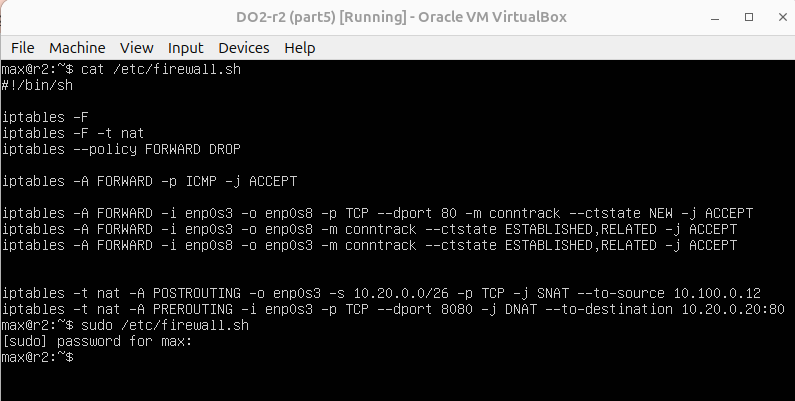 DO2-r2 (part5) [Running] - Oracle VM VirtualBox
File Machine View Input Devices Help
max@r2:~$ cat /etc/firewall.sh
#!/bin/sh
iptables -F
iptables -F -t nat
iptables --policy FORWARD DROP
iptables -A FORWARD -p ICMP -j ACCEPT
iptables -A FORWARD -i enp0s3 -o enp0s8 -p TCP --dport 80 -m conntrack --ctstate NEW -j ACCEPT
iptables -A FORWARD -i enp0s3 -o enp0s8 -m conntrack --ctstate ESTABLISHED,RELATED -j ACCEPT
iptables -A FORWARD -i enp0s8 -o enp0s3 -m conntrack --ctstate ESTABLISHED,RELATED -j ACCEPT
iptables -t nat -A POSTROUTING -o enp0s3 -s 10.20.0.0/26 -p TCP -j SNAT --to-source 10.100.0.12
iptables -t nat -A PREROUTING -i enp0s3 -p TCP --dport 8080 -j DNAT --to-destination 10.20.0.20:80
max@r2:~$ sudo /etc/firewall.sh
[sudo] password for max:
max@r2:~$